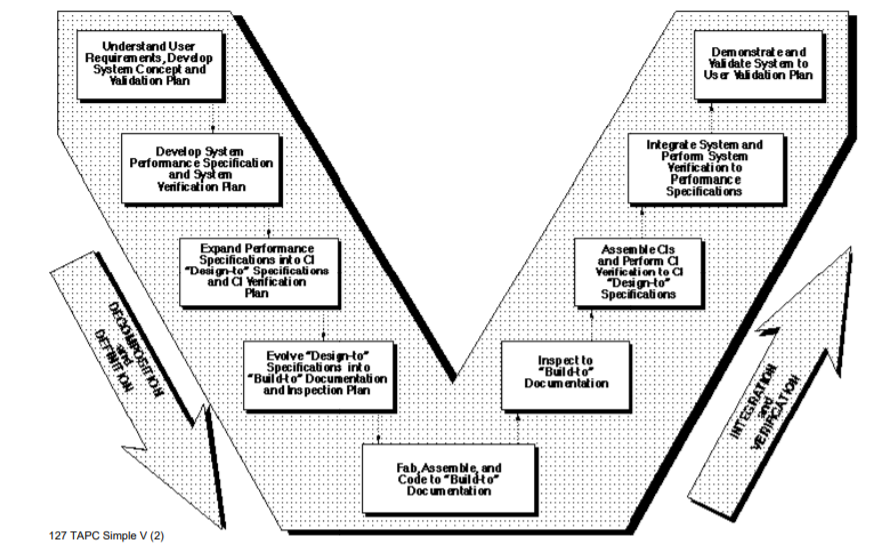 Understand User
Requirements, Develop
System Concept and
Validation Plan
Develop System
Performance Specification
and System
Verification Plan
Expand Performance
Specifications into CI
"Design-to" Specifications
and CI Verification
Plan
Evolve "Design-to"
Specifications into
"Build-to" Documentation
and Inspection Plan
Fab, Assemble, and
Code to "Build-to"
Documentation
Inspect to
"Build-to"
Documentation
Assemble CIs
and Perform CI
Verification to CI
"Design-to"
Specifications
Integrate System and
Perform System
Verification to
Performance
Specifications
Demonstrate and
Validate System to
User Validation Plan
DECOMPOSITION
and
DEFINITION
INTEGRATION
and
VERIFICATION
127 TAPC Simple V (2)